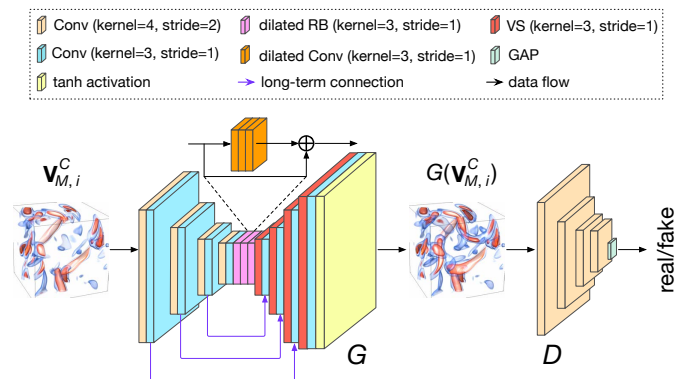 Conv (kernel=4, stride=2) dilated RB (kernel=3, stride=1) VS (kernel=3, stride=1)
Conv (kernel=3, stride=1) dilated Conv (kernel=3, stride=1) GAP
tanh activation long-term connection data flow
V^C_{M, i}
G(V^C_{M, i})
real/fake
G
D